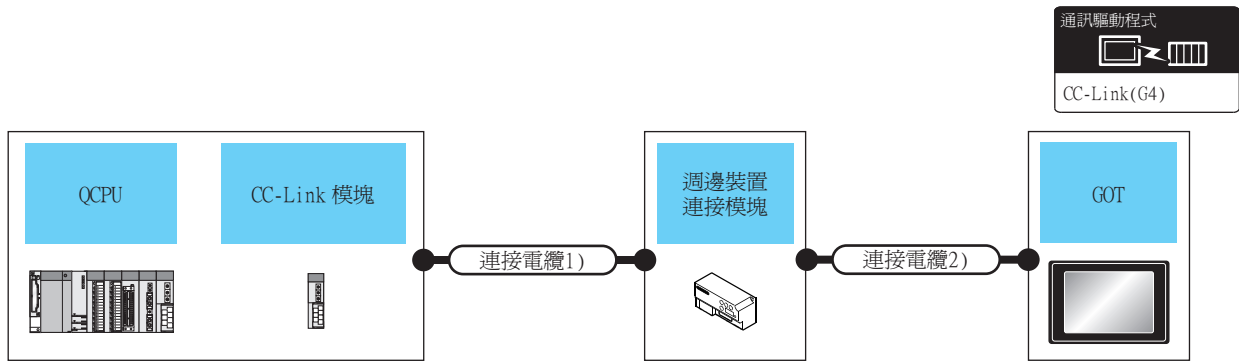 通訊驅動程式
CC-Link(G4)
QCPU
CC-Link 模塊
週邊裝置
連接模塊
GOT
連接電纜1)
連接電纜2)